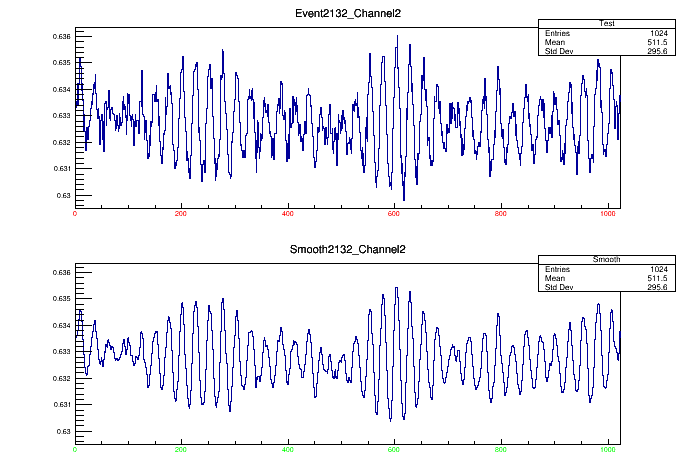 Event2132_Channel2
Test
Entries 1024
Mean 511.5
Std Dev 295.6
0.636
0.635
0.634
0.633
0.632
0.631
0.63
0 200 400 600 800 1000
Smooth2132_Channel2
Smooth
Entries 1024
Mean 511.5
Std Dev 295.6
0.636
0.635
0.634
0.633
0.632
0.631
0.63
0 200 400 600 800 1000